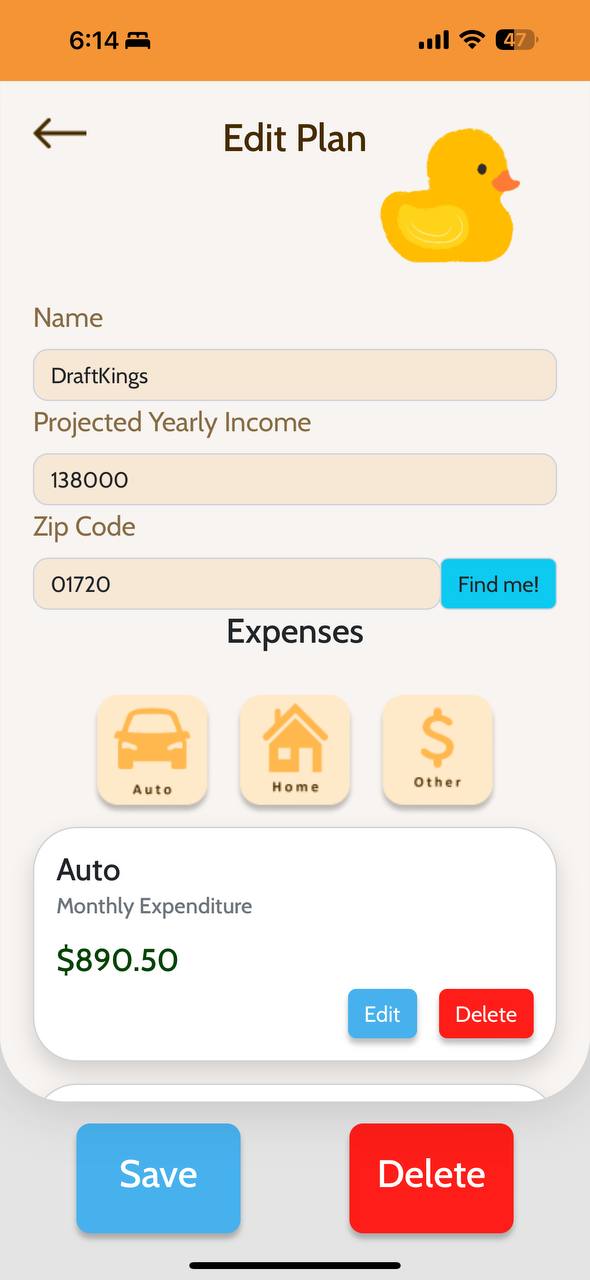 6:14
47
Edit Plan
Name
DraftKings
Projected Yearly Income
138000
Zip Code
01720 Find me!
Expenses
Auto Home Other
Auto
Monthly Expenditure
$890.50
Edit Delete
Save Delete